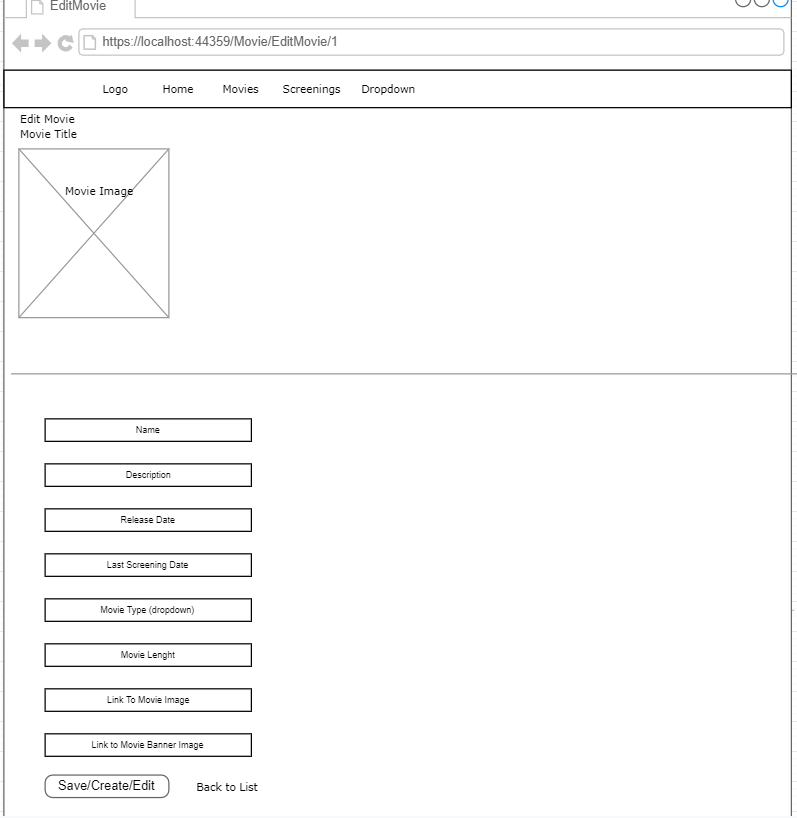 EditMovie
https://localhost:44359/Movie/EditMovie/1
Logo Home Movies Screenings Dropdown
Edit Movie
Movie Title
Movie Image
Name
Description
Release Date
Last Screening Date
Movie Type (dropdown)
Movie Lenght
Link To Movie Image
Link to Movie Banner Image
Save/Create/Edit Back to List